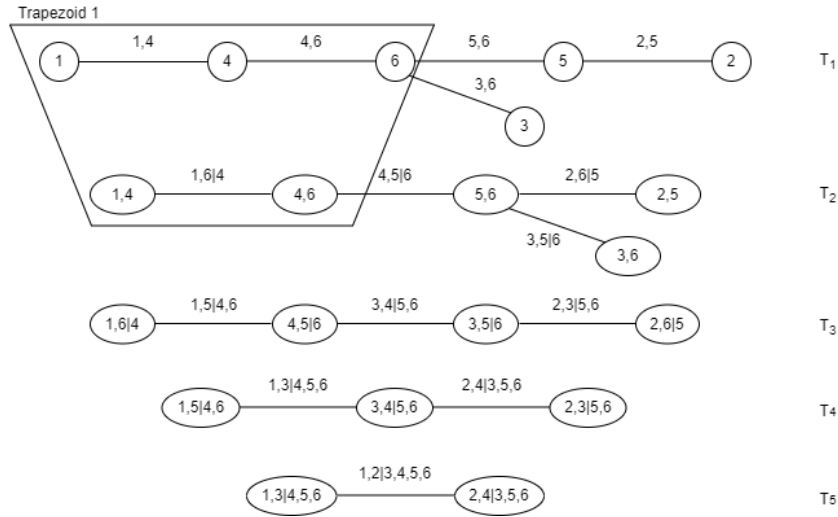 Trapezoid 1
1,4 4,6 5,6 2,5
1 4 6 5 2 T1
3,6
3
1,6|4 4,5|6 2,6|5
1,4 4,6 5,6 2,5 T2
3,5|6
3,6
1,5|4,6 3,4|5,6 2,3|5,6
1,6|4 4,5|6 3,5|6 2,6|5 T3
1,3|4,5,6 2,4|3,5,6
1,5|4,6 3,4|5,6 2,3|5,6 T4
1,2|3,4,5,6
1,3|4,5,6 2,4|3,5,6 T5